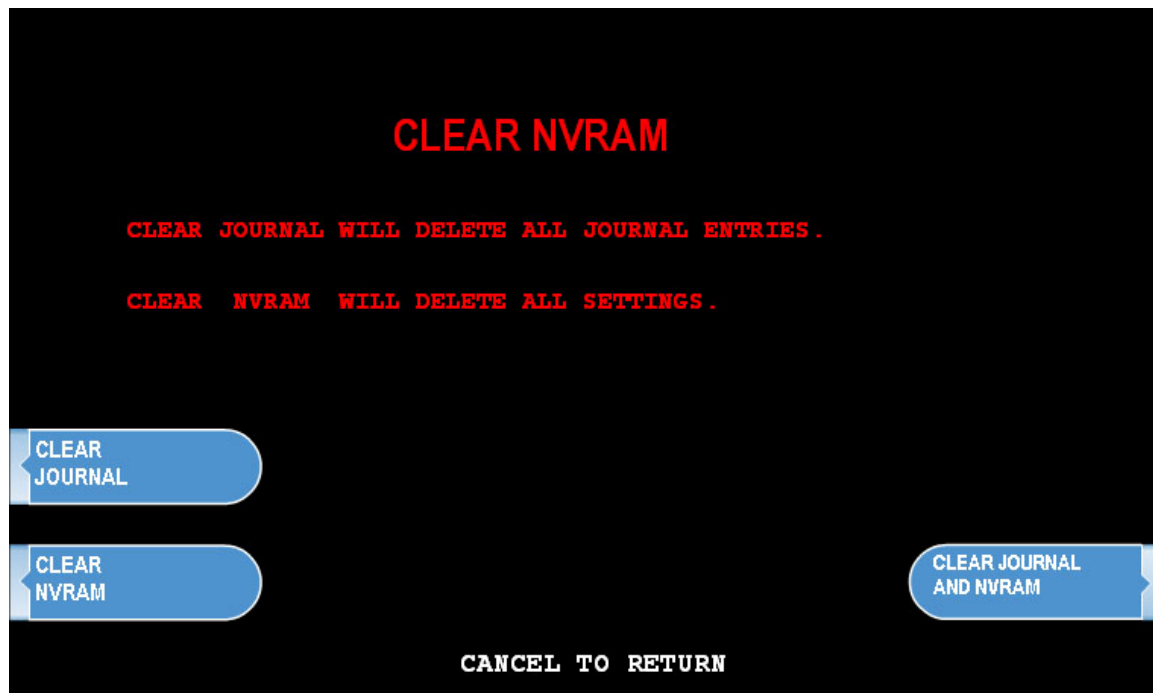 CLEAR NVRAM
CLEAR JOURNAL WILL DELETE ALL JOURNAL ENTRIES.
CLEAR NVRAM WILL DELETE ALL SETTINGS.
CLEAR
JOURNAL
CLEAR
NVRAM
CLEAR JOURNAL
AND NVRAM
CANCEL TO RETURN